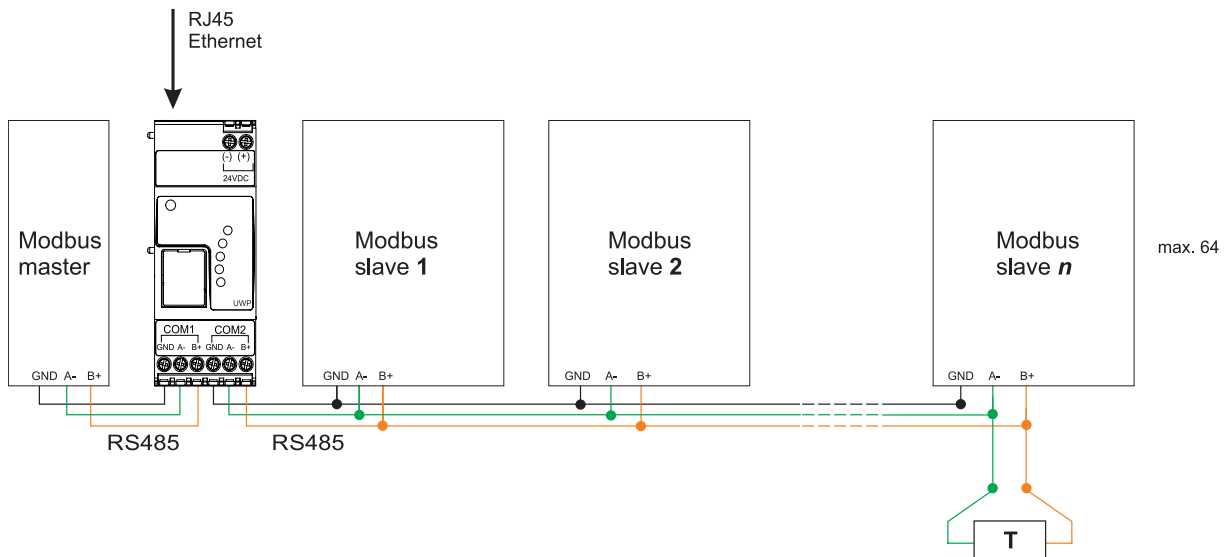 RJ45
Ethernet
(-) (+)
24VDC
UWP
COM1 COM2
GND A- B+ GND A- B+
Modbus
master
GND A- B+
Modbus
slave 1
GND A- B+
Modbus
slave 2
GND A- B+
Modbus
slave n
GND A- B+
max. 64
RS485
RS485
T